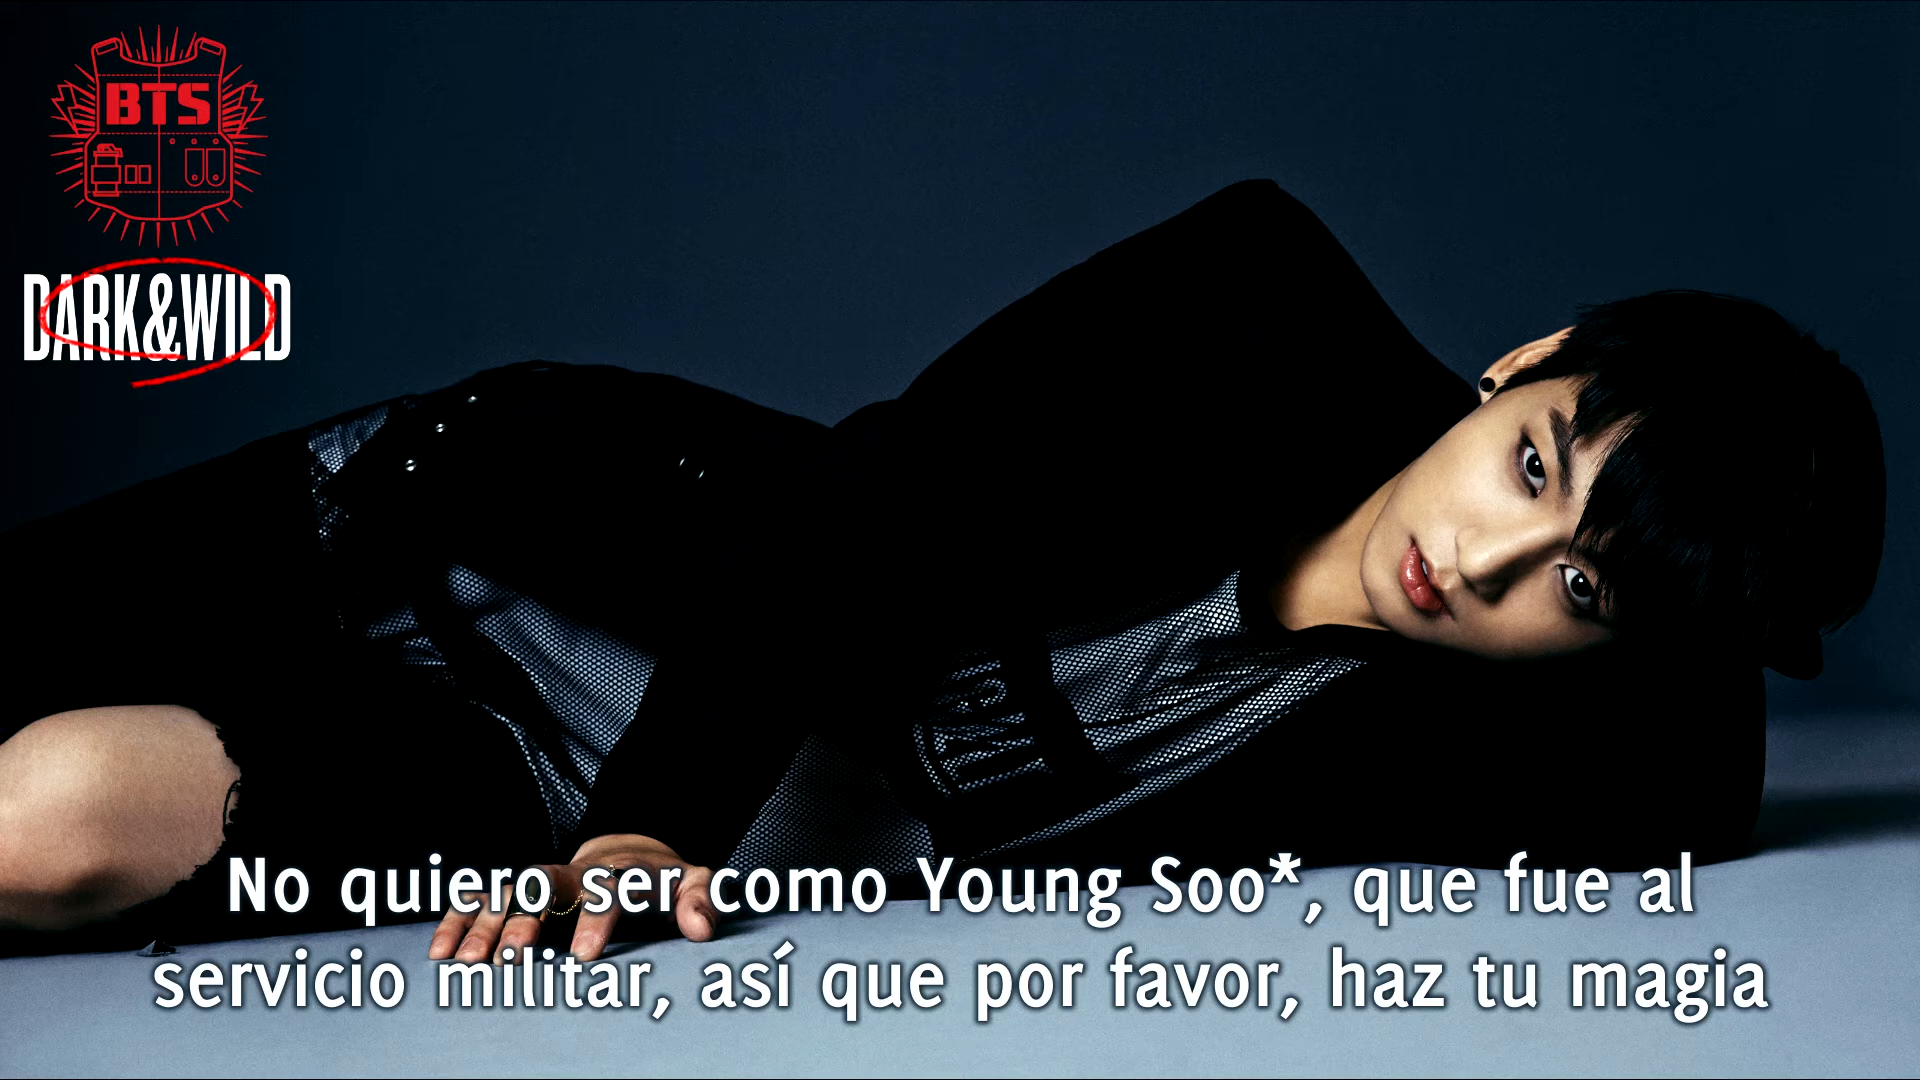 BTS
DARK&WILD
No quiero ser como Young Soo*, que fue al
servicio militar, así que por favor, haz tu magia